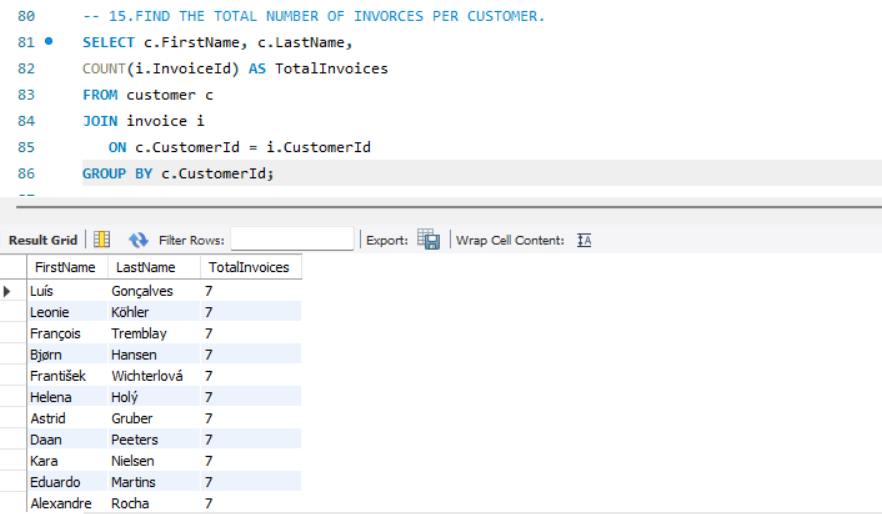 80 -- 15.FIND THE TOTAL NUMBER OF INVORCES PER CUSTOMER.
81 SELECT c.FirstName, c.LastName,
82 COUNT(i.InvoiceId) AS TotalInvoices
83 FROM customer c
84 JOIN invoice i
85 ON c.CustomerId = i.CustomerId
86 GROUP BY c.CustomerId;
Result Grid Filter Rows: Export: Wrap Cell Content: IA
FirstName LastName TotalInvoices
Luís Gonçalves 7
Leonie Köhler 7
François Tremblay 7
Bjørn Hansen 7
František Wichterlová 7
Helena Holý 7
Astrid Gruber 7
Daan Peeters 7
Kara Nielsen 7
Eduardo Martins 7
Alexandre Rocha 7